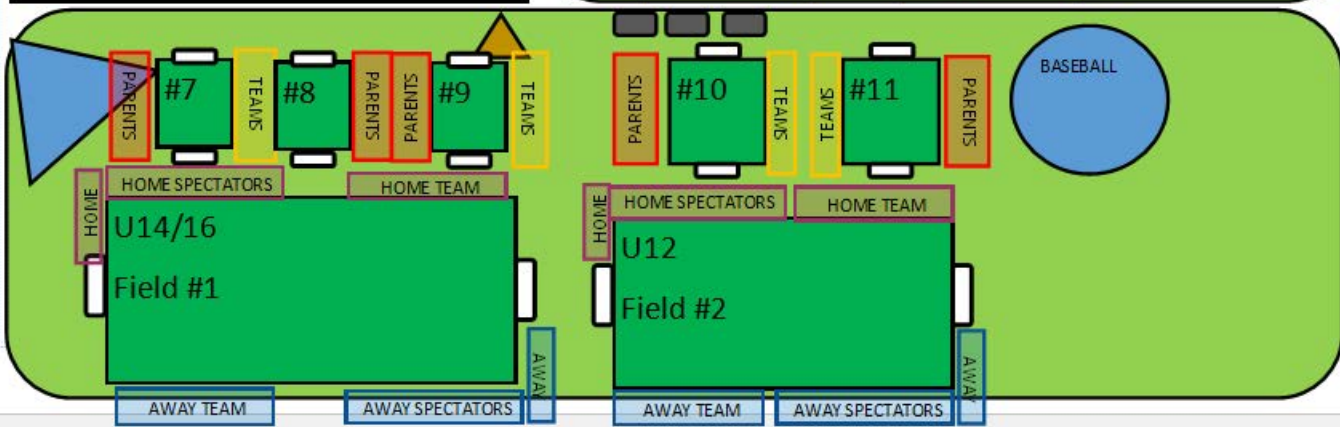 PARENTS
#7
TEAMS
#8
PARENTS
PARENTS
#9
TEAMS
PARENTS
#10
TEAMS
TEAMS
#11
PARENTS
BASEBALL
HOME
HOME SPECTATORS
HOME TEAM
U14/16
Field #1
AWAY
AWAY TEAM
AWAY SPECTATORS
HOME
HOME SPECTATORS
HOME TEAM
U12
Field #2
AWAY
AWAY TEAM
AWAY SPECTATORS